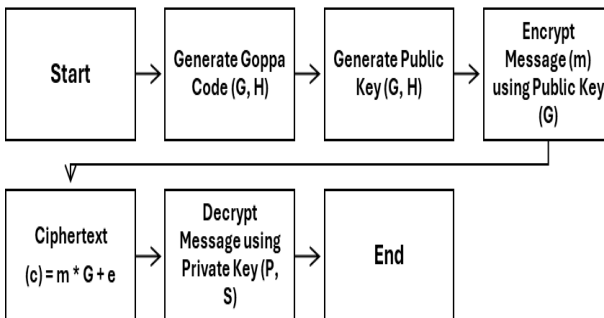 Start
Generate Goppa
Code (G, H)
Generate Public
Key (G, H)
Encrypt
Message (m)
using Public Key
(G)
Ciphertext
(c) = m * G + e
Decrypt
Message using
Private Key (P,
S)
End